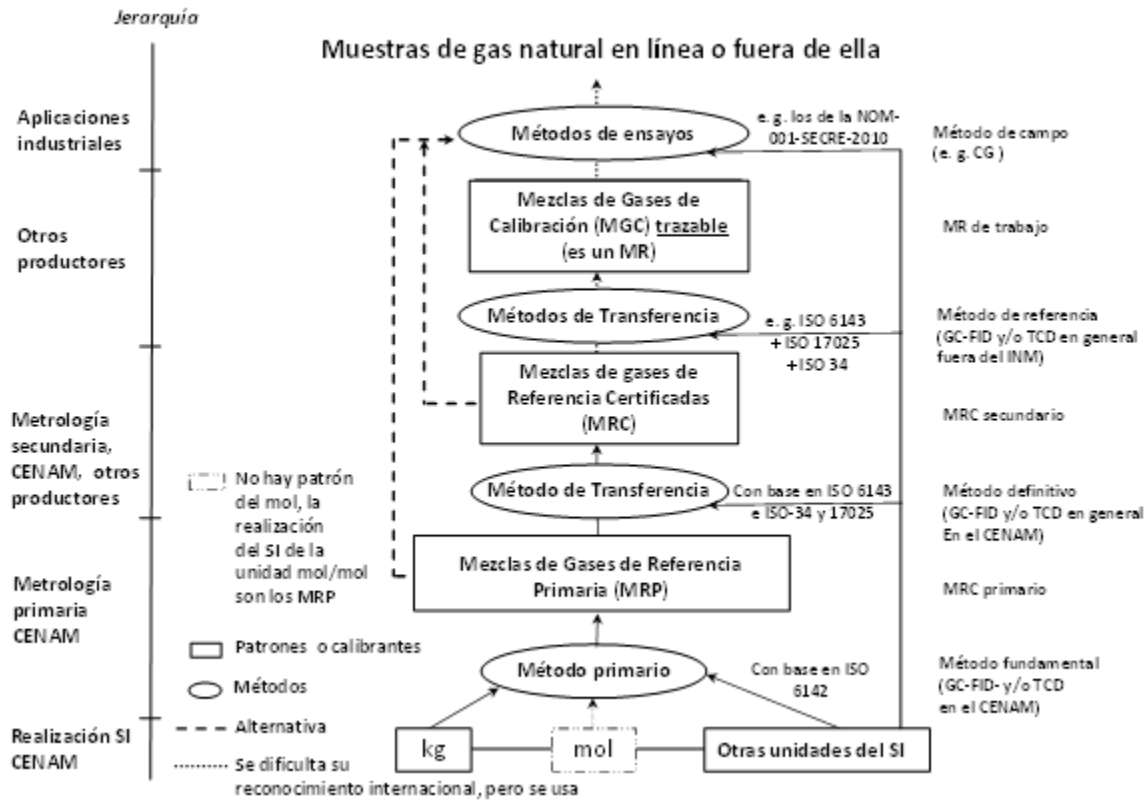 Jerarquía
Muestras de gas natural en línea o fuera de ella
Aplicaciones
industriales
Métodos de ensayos
e. g. los de la NOM-
001-SECRE-2010
Método de campo
(e. g. CG )
Otros
productores
Mezclas de Gases de
Calibración (MGC) trazable
(es un MR)
MR de trabajo
Métodos de Transferencia
e. g. ISO 6143
+ ISO 17025
+ISO 34
Método de referencia
(GC-FID y/o TCD en general
fuera del INM)
Metrología
secundaria,
CENAM, otros
productores
Mezclas de gases de
Referencia Certificadas
(MRC)
MRC secundario
Método de Transferencia
Con base en ISO 6143
e ISO-34 y 17025
Método definitivo
(GC-FID y/o TCD en general
En el CENAM)
No hay patrón
del mol, la
realización
del SI de la
unidad mol/mol
son los MRP
Metrología
primaria
CENAM
Mezclas de Gases de Referencia
Primaria (MRP)
MRC primario
Patrones o calibrantes
Métodos
Alternativa
Se dificulta su
reconocimiento internacional, pero se usa
Método primario
Con base en ISO
6142
Método fundamental
(GC-FID- y/o TCD
en el CENAM)
Realización SI
CENAM
kg
mol
Otras unidades del SI